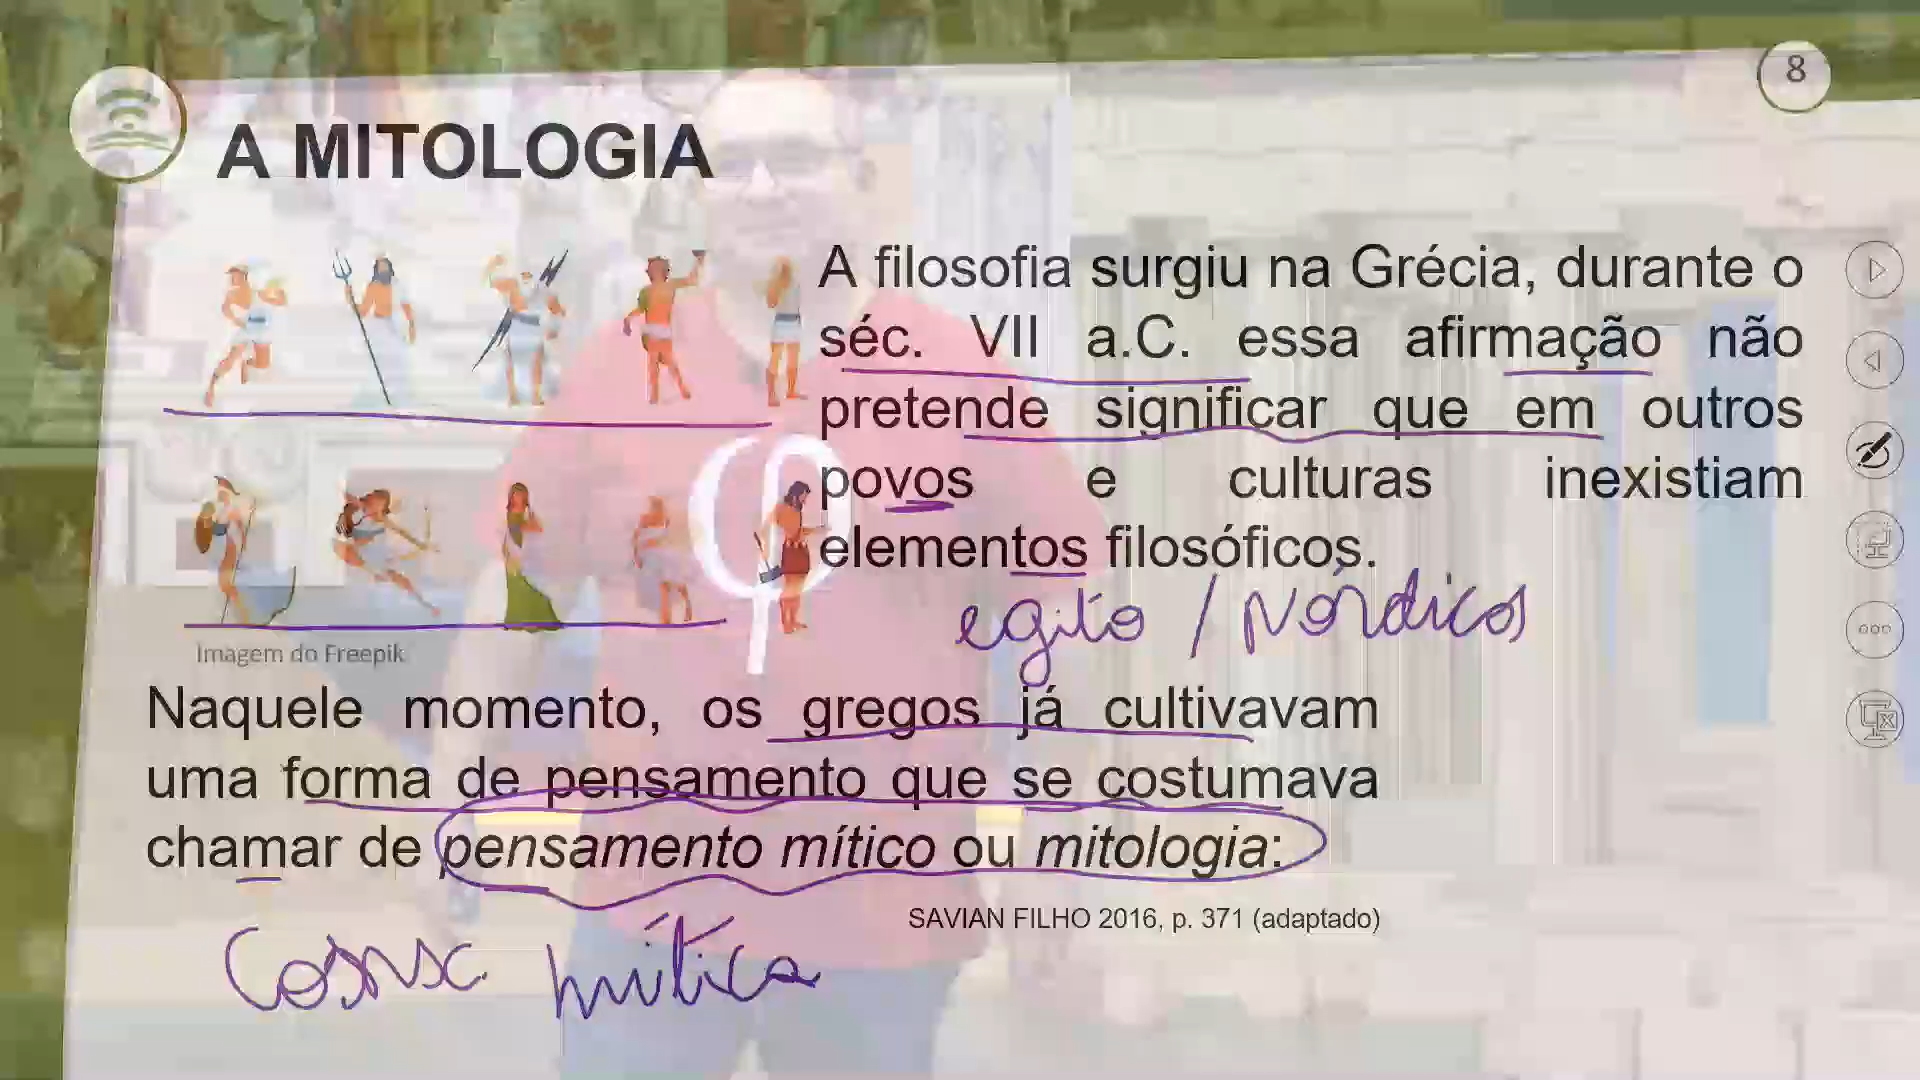 8
A MITOLOGIA
A filosofia surgiu na Grécia, durante o
séc. VII a.C. essa afirmação não
pretende significar que em outros
povos e culturas inexistiam
elementos filosóficos.
egito / Nórdicos
Imagem do Freepik
Naquele momento, os gregos já cultivavam
uma forma de pensamento que se costumava
chamar de pensamento mítico ou mitologia:
SAVIAN FILHO 2016, p. 371 (adaptado)
mítica
φ